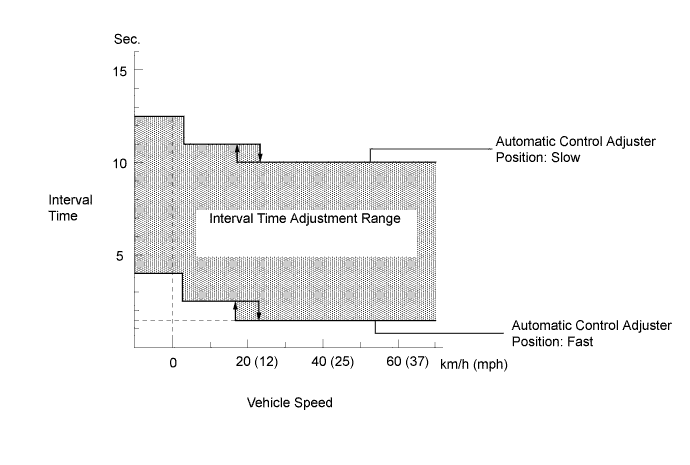 Sec.
15
10
5
Interval
Time
Interval Time Adjustment Range
Automatic Control Adjuster
Position: Slow
Automatic Control Adjuster
Position: Fast
0
20 (12)
40 (25)
60 (37)
km/h (mph)
Vehicle Speed